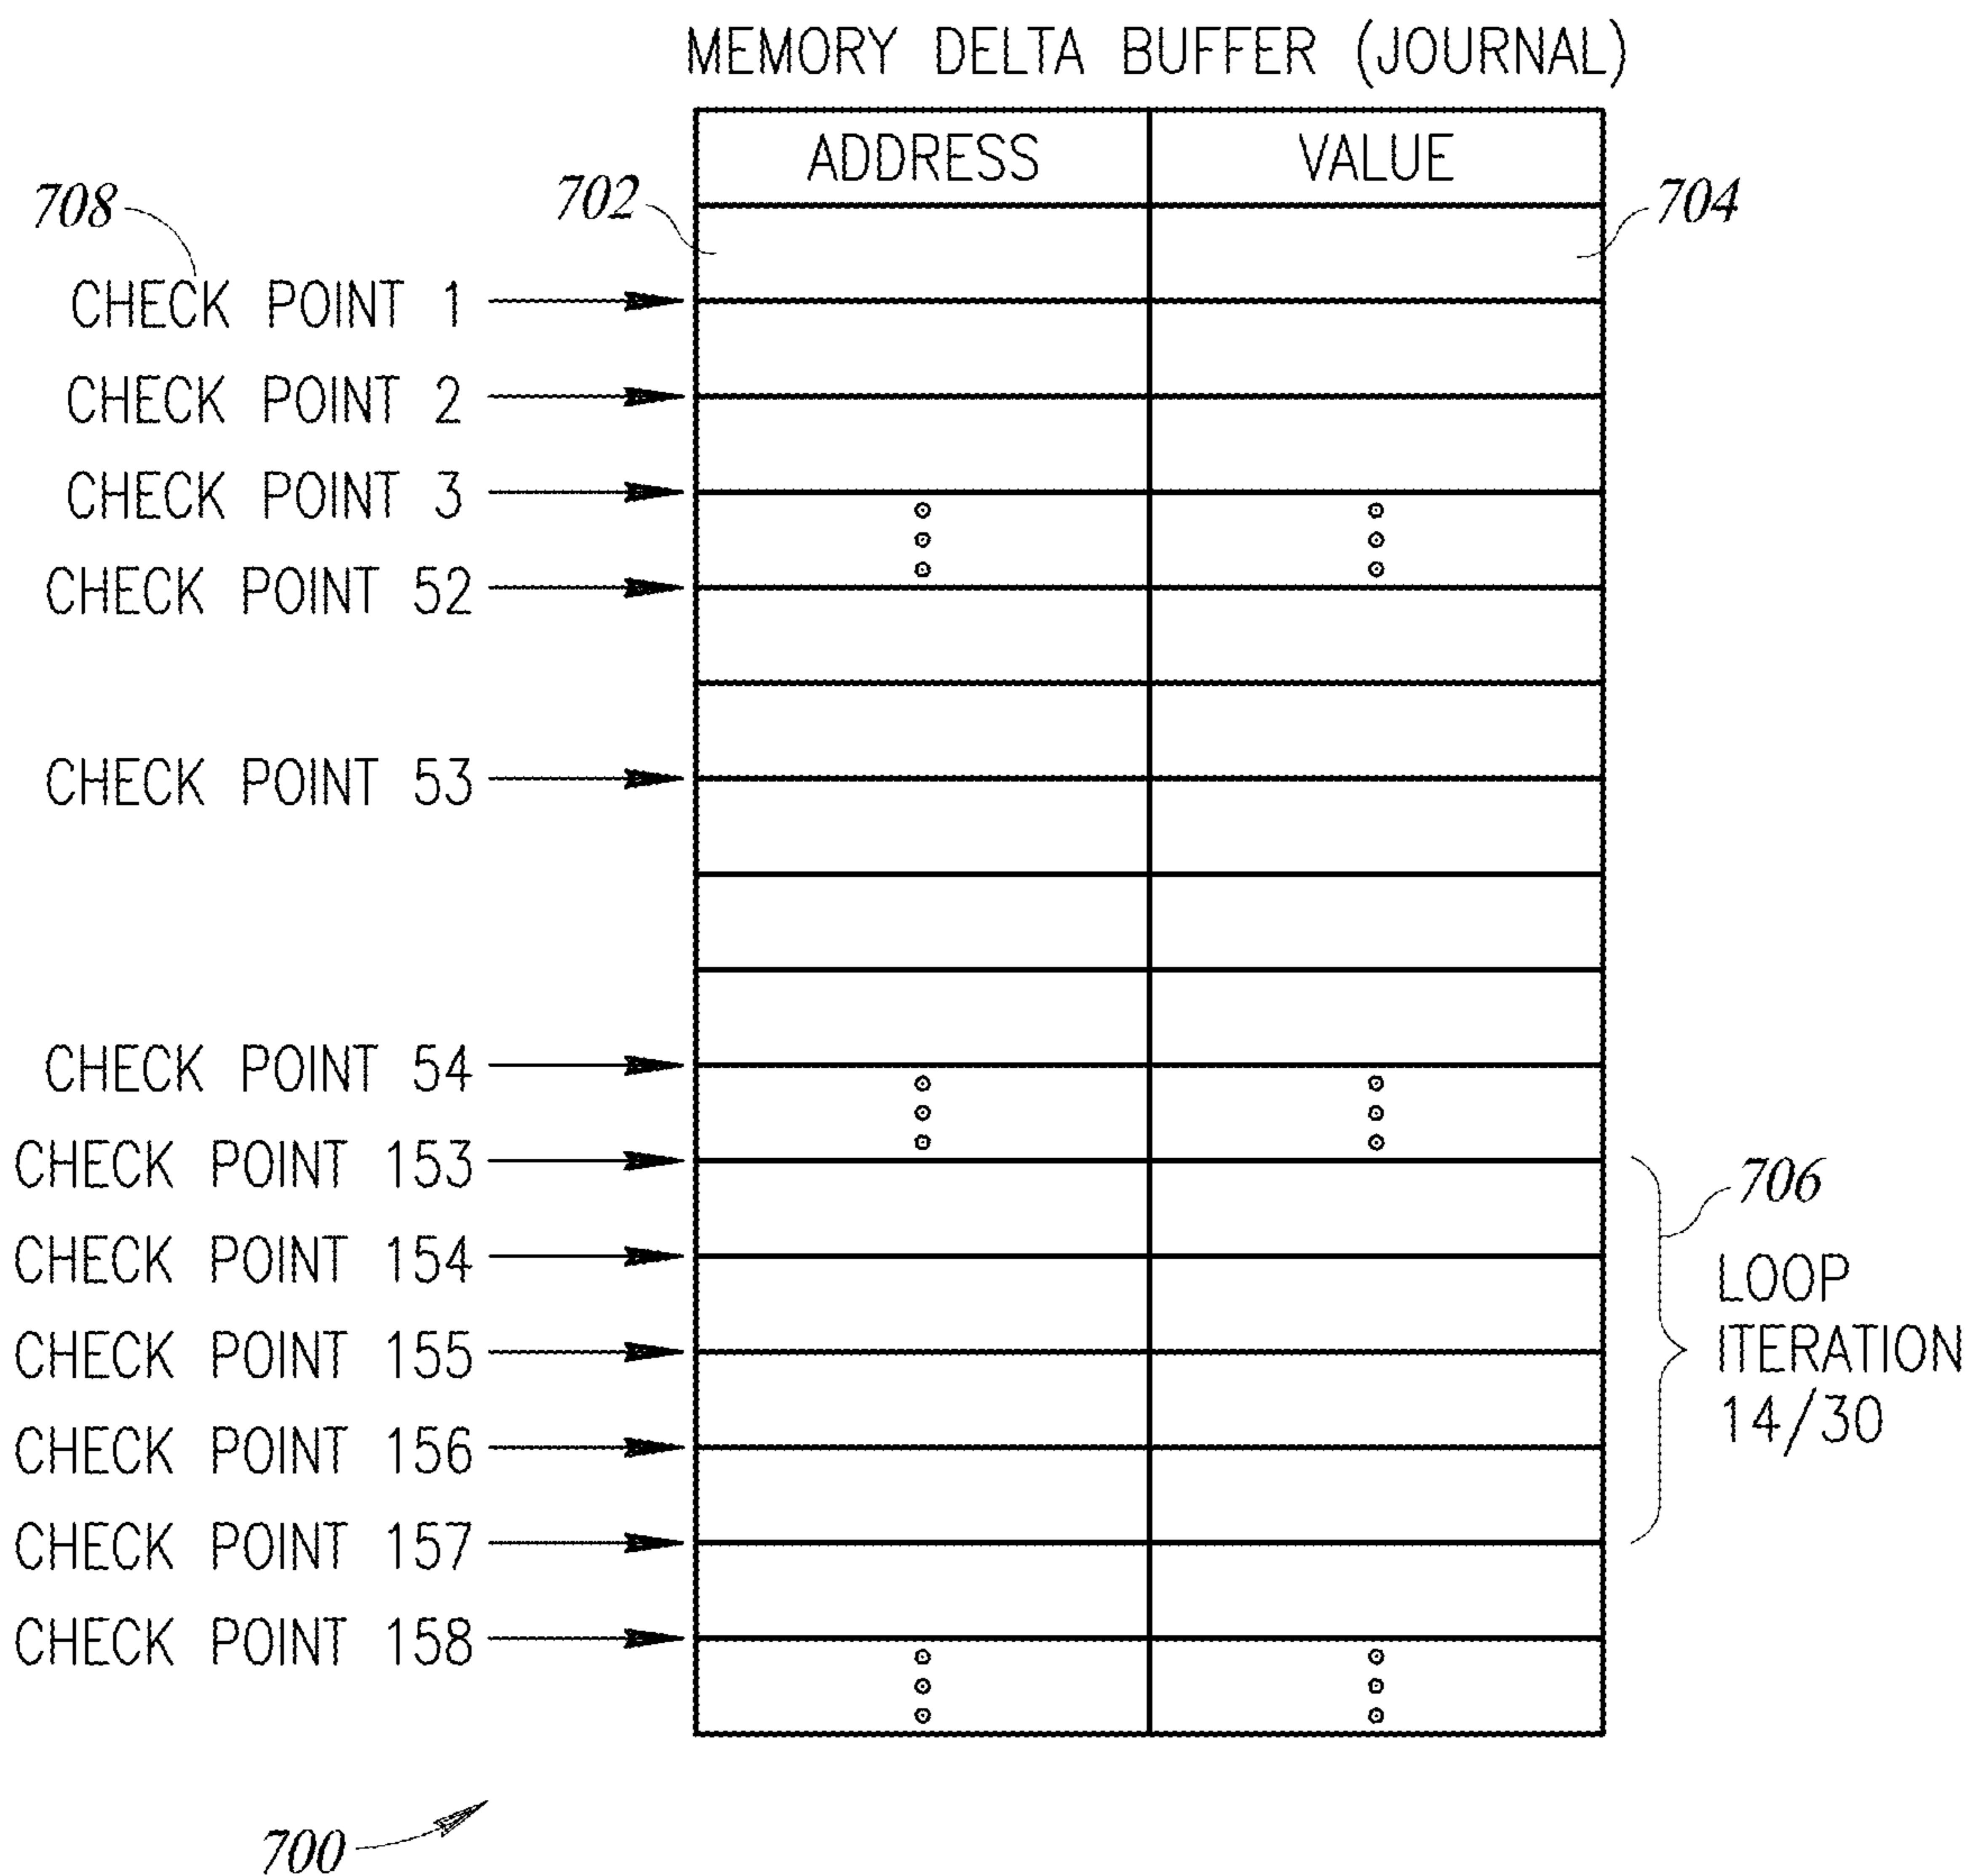 MEMORY DELTA BUFFER (JOURNAL)
ADDRESS VALUE
708 702 704
CHECK POINT 1
CHECK POINT 2
CHECK POINT 3
CHECK POINT 52
CHECK POINT 53
CHECK POINT 54
CHECK POINT 153
706
CHECK POINT 154
LOOP
CHECK POINT 155
ITERATION
14/30
CHECK POINT 156
CHECK POINT 157
CHECK POINT 158
700